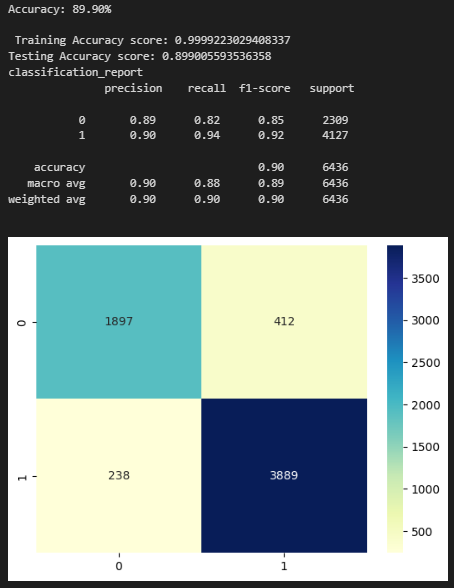 Accuracy: 89.90%
Training Accuracy score: 0.9999223029408337
Testing Accuracy score: 0.899005593536358
classification_report
precision recall f1-score support
0 0.89 0.82 0.85 2309
1 0.90 0.94 0.92 4127
accuracy 0.90 6436
macro avg 0.90 0.88 0.89 6436
weighted avg 0.90 0.90 0.90 6436
0 1897 412
1 238 3889
0 1
3500
3000
2500
2000
1500
1000
500